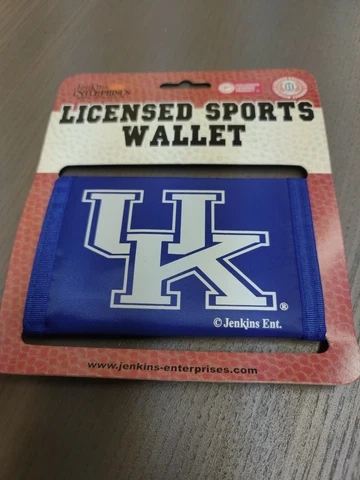 ENTERPRISES
LICENSED SPORTS
WALLET
UK
®
© Jenkins Ent.
www.jenkins-enterprises.com